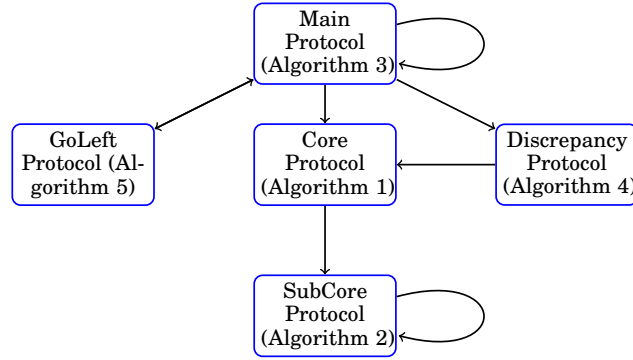 Main
Protocol
(Algorithm 3)
GoLeft
Protocol (Al-
gorithm 5)
Core
Protocol
(Algorithm 1)
Discrepancy
Protocol
(Algorithm 4)
SubCore
Protocol
(Algorithm 2)